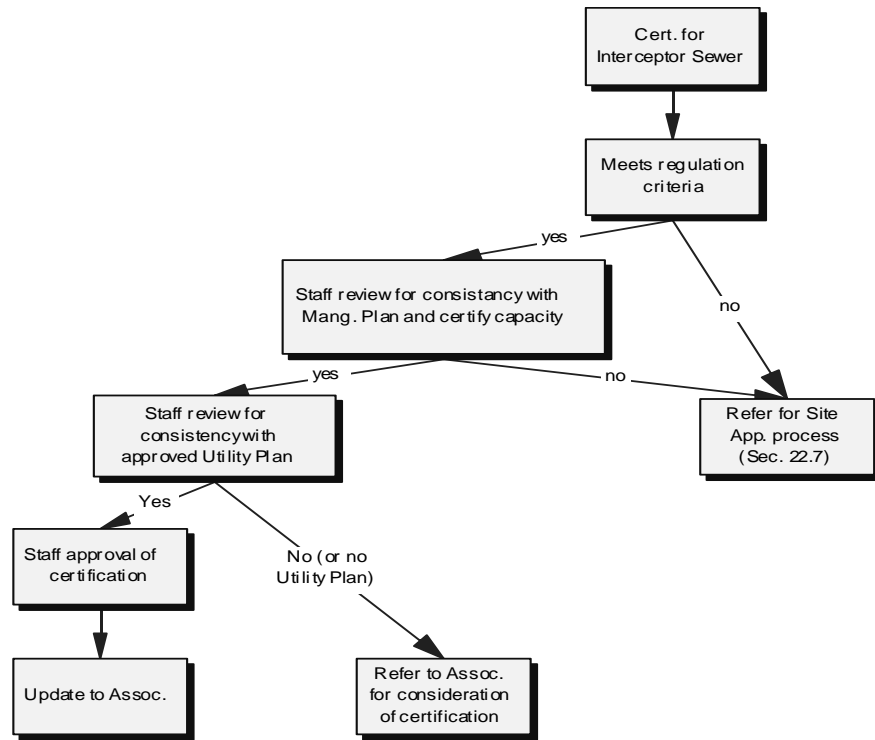 Cert. for
Interceptor Sewer
Meets regulation
criteria
yes
no
Staff review for consistancy with
Mang. Plan and certify capacity
yes
no
Staff review for
consistency with
approved Utility Plan
Refer for Site
App. process
(Sec. 22.7)
Yes
No (or no
Utility Plan)
Staff approval of
certification
Update to Assoc.
Refer to Assoc.
for consideration
of certification